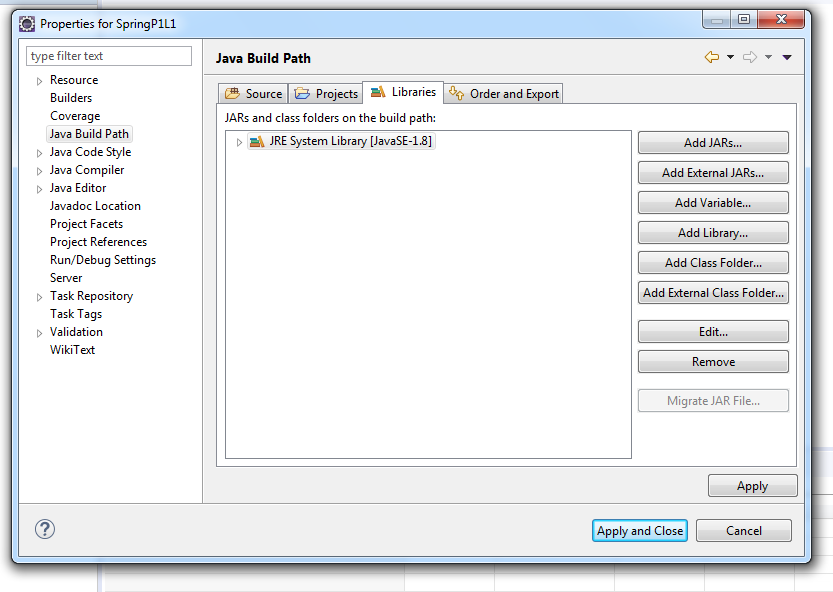 Properties for SpringP1L1
type filter text
Resource
Builders
Coverage
Java Build Path
Java Code Style
Java Compiler
Java Editor
Javadoc Location
Project Facets
Project References
Run/Debug Settings
Server
Task Repository
Task Tags
Validation
WikiText
Java Build Path
Source Projects Libraries Order and Export
JARs and class folders on the build path:
JRE System Library [JavaSE-1.8]
Add JARs...
Add External JARs...
Add Variable...
Add Library...
Add Class Folder...
Add External Class Folder...
Edit...
Remove
Migrate JAR File...
Apply
Apply and Close Cancel